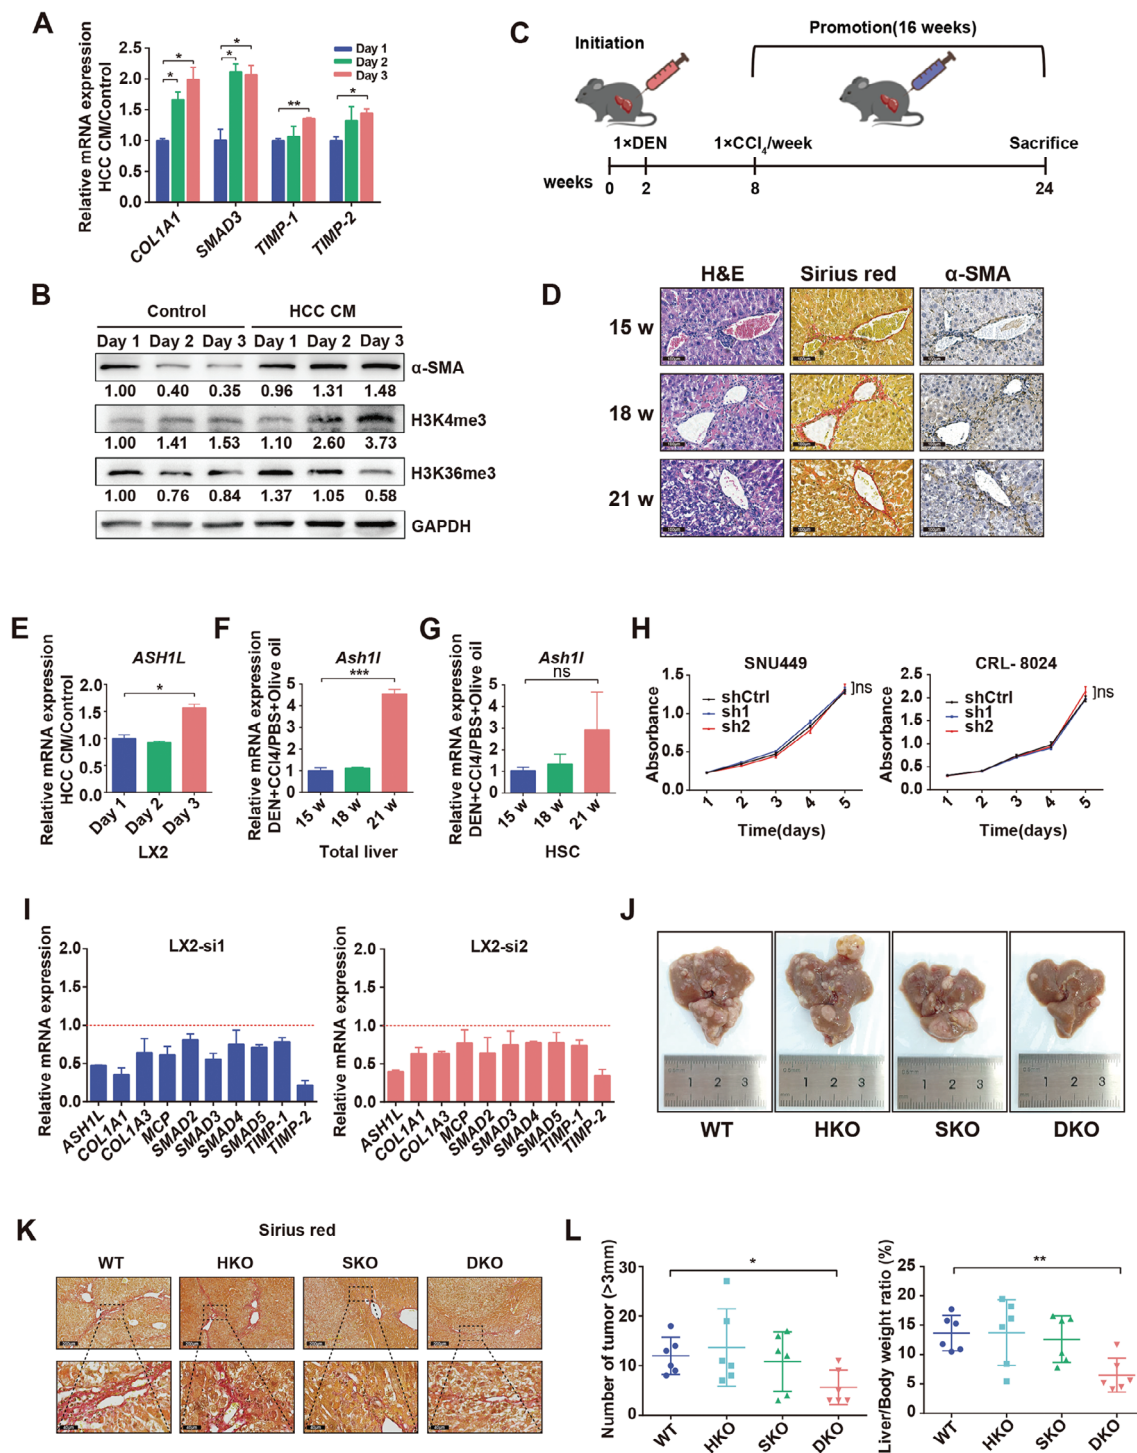 A
Relative mRNA expression
HCC CM/Control
2.5
2.0
1.5
1.0
0.5
0.0
Day 1
Day 2
Day 3
* * * * ** *
COL1A1 SMAD3 TIMP-1 TIMP-2
B
Control HCC CM
Day 1 Day 2 Day 3 Day 1 Day 2 Day 3
α-SMA
1.00 0.40 0.35 0.96 1.31 1.48
H3K4me3
1.00 1.41 1.53 1.10 2.60 3.73
H3K36me3
1.00 0.76 0.84 1.37 1.05 0.58
GAPDH
C
Promotion(16 weeks)
Initiation
1×DEN 1×CCl4/week Sacrifice
weeks
0 2 8 24
D
H&E Sirius red α-SMA
15 w
18 w
21 w
E
Relative mRNA expression
HCC CM/Control
ASH1L
*
2.0
1.5
1.0
0.5
0.0
Day 1 Day 2 Day 3
LX2
F
Relative mRNA expression
DEN+CCl4/PBS+Olive oil
Ash1l
***
5
4
3
2
1
0
15 w 18 w 21 w
Total liver
G
Relative mRNA expression
DEN+CCl4/PBS+Olive oil
Ash1l
ns
5
4
3
2
1
0
15 w 18 w 21 w
HSC
H
SNU449
Absorbance
1.5
1.0
0.5
0.0
shCtrl
sh1
sh2
ns
1 2 3 4 5
Time(days)
CRL- 8024
Absorbance
2.5
2.0
1.5
1.0
0.5
0.0
shCtrl
sh1
sh2
ns
1 2 3 4 5
Time(days)
I
LX2-si1
Relative mRNA expression
2.0
1.5
1.0
0.5
0.0
ASH1L COL1A1 COL1A3 MCP SMAD2 SMAD3 SMAD4 SMAD5 TIMP-1 TIMP-2
LX2-si2
Relative mRNA expression
2.0
1.5
1.0
0.5
0.0
ASH1L COL1A1 COL1A3 MCP SMAD2 SMAD3 SMAD4 SMAD5 TIMP-1 TIMP-2
J
1 2 3 1 2 3 1 2 3 1 2 3
WT HKO SKO DKO
K
Sirius red
WT HKO SKO DKO
L
Number of tumor (>3mm)
*
30
20
10
0
WT HKO SKO DKO
Liver/Body weight ratio (%)
**
25
20
15
10
5
0
WT HKO SKO DKO